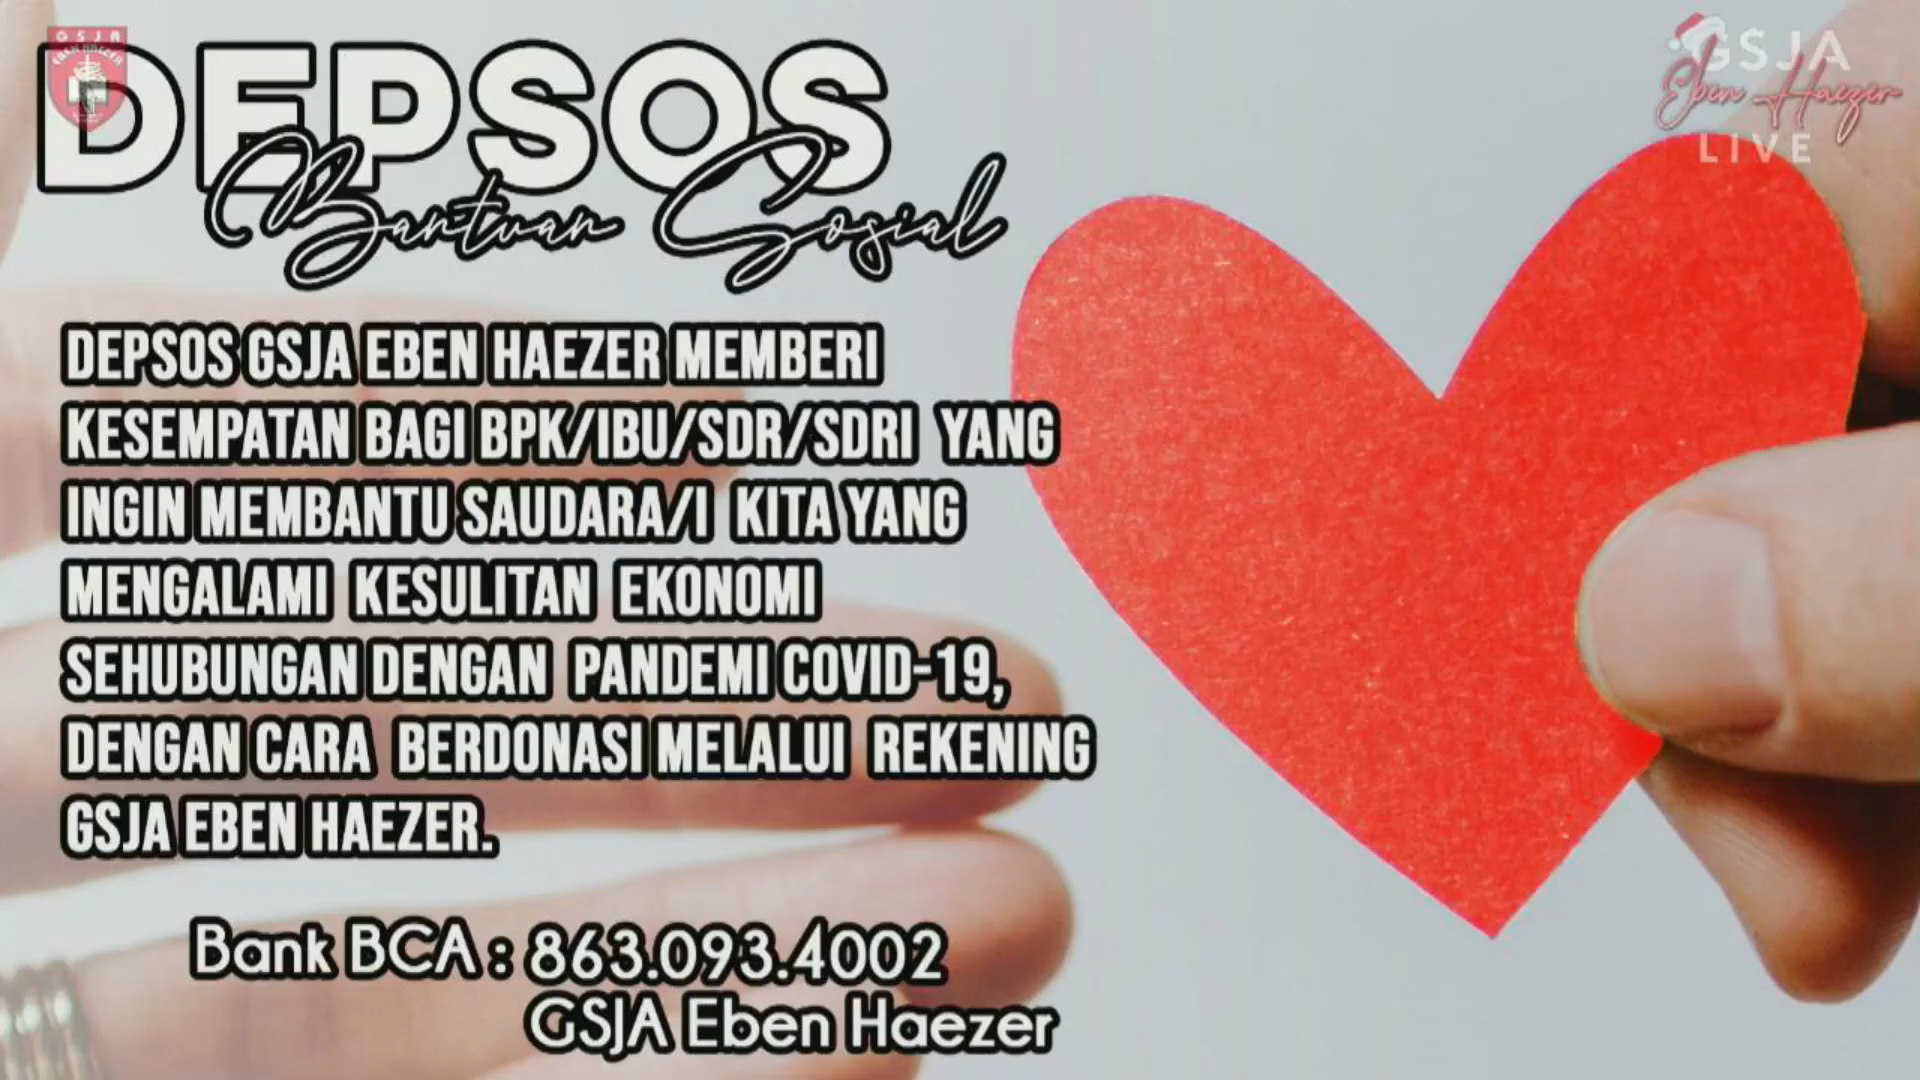 GSJA
EBEN HAEZER
GSJA
Eben Haezer
LIVE
DEPSOS
Bantuan Sosial
DEPSOS GSJA EBEN HAEZER MEMBERI
KESEMPATAN BAGI BPK/IBU/SDR/SDRI YANG
INGIN MEMBANTU SAUDARA/I KITA YANG
MENGALAMI KESULITAN EKONOMI
SEHUBUNGAN DENGAN PANDEMI COVID-19,
DENGAN CARA BERDONASI MELALUI REKENING
GSJA EBEN HAEZER.
Bank BCA : 863.093.4002
GSJA Eben Haezer